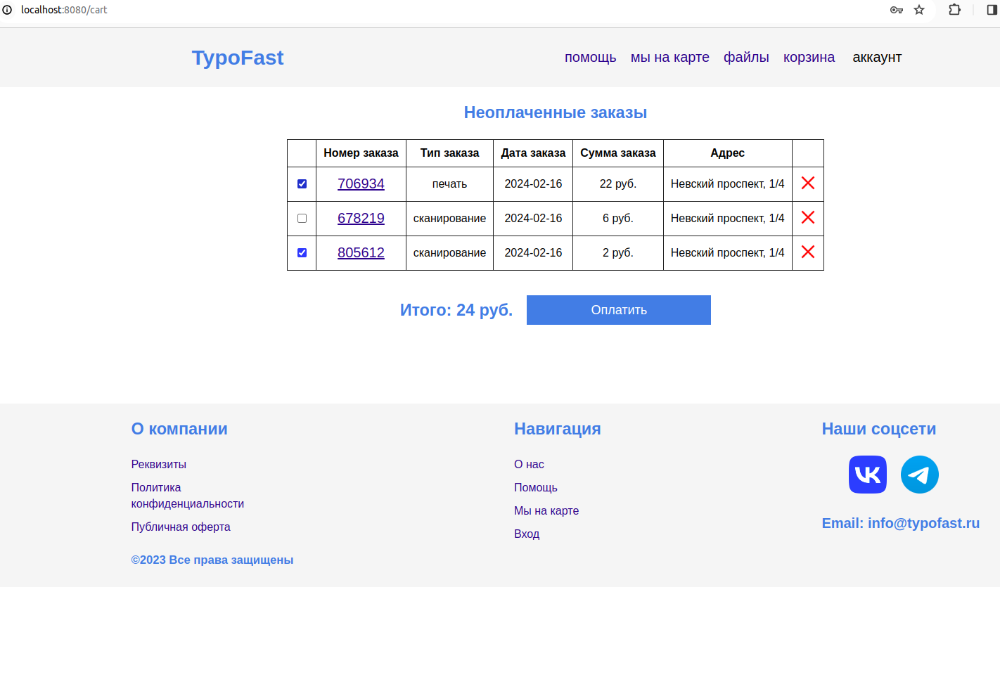 localhost:8080/cart
TypoFast помощь мы на карте файлы корзина аккаунт
Неоплаченные заказы
Номер заказа Тип заказа Дата заказа Сумма заказа Адрес
706934 печать 2024-02-16 22 руб. Невский проспект, 1/4
678219 сканирование 2024-02-16 6 руб. Невский проспект, 1/4
805612 сканирование 2024-02-16 2 руб. Невский проспект, 1/4
Итого: 24 руб. Оплатить
О компании
Реквизиты
Политика
конфиденциальности
Публичная оферта
©2023 Все права защищены
Навигация
О нас
Помощь
Мы на карте
Вход
Наши соцсети
Email: info@typofast.ru